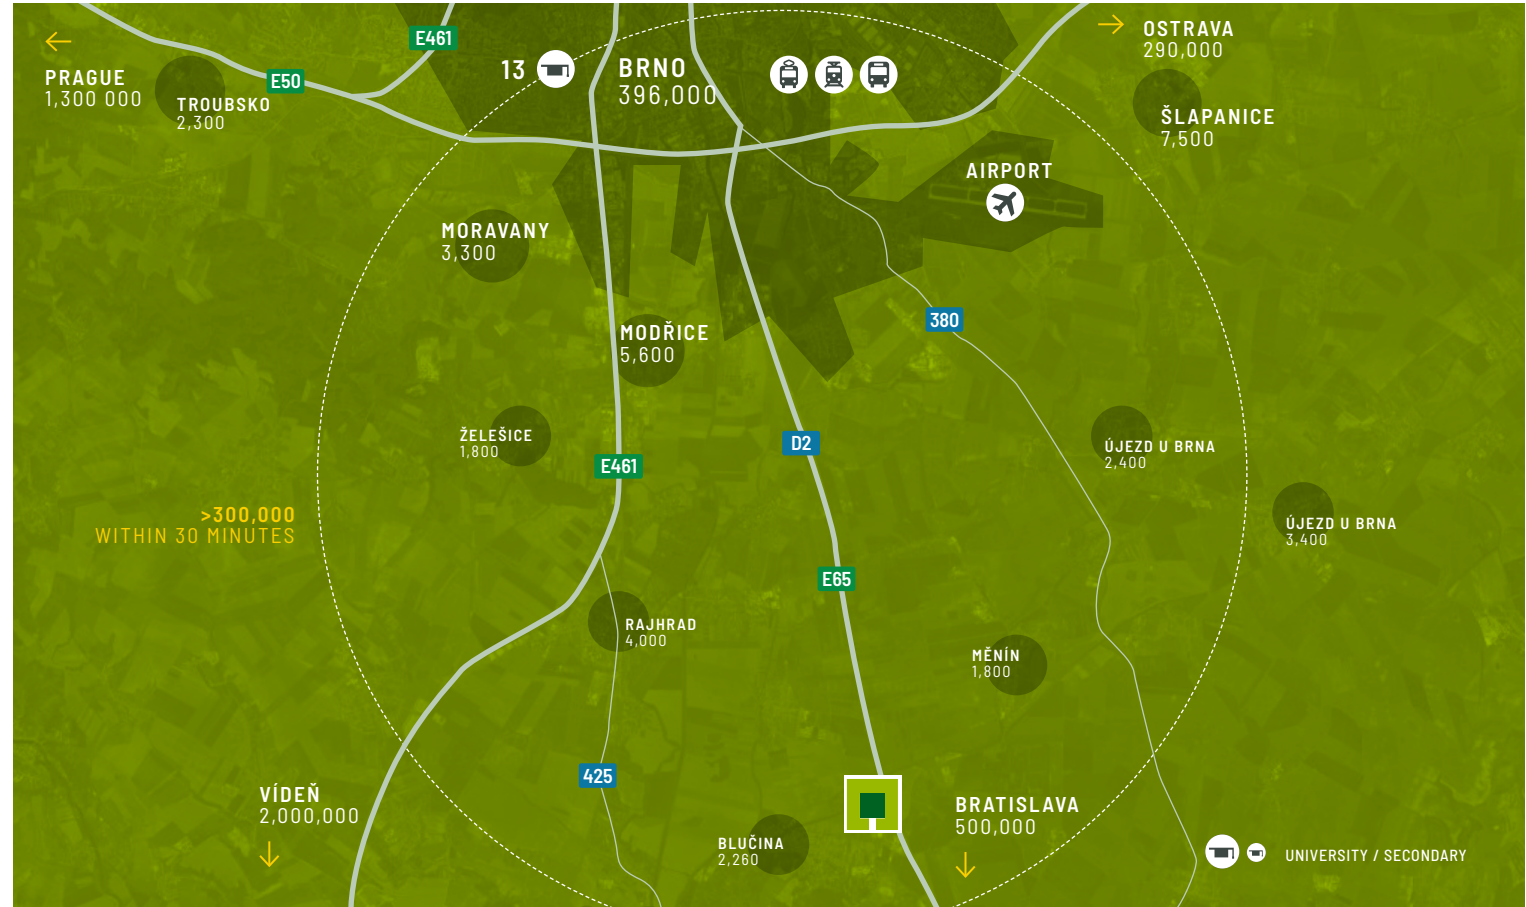 E461
OSTRAVA
290,000
PRAGUE
1,300 000
E50
TROUBSKO
2,300
13
BRNO
396,000
ŠLAPANICE
7,500
AIRPORT
MORAVANY
3,300
380
MODŘICE
5,600
ŽELEŠICE
1,800
E461
D2
ÚJEZD U BRNA
2,400
>300,000
WITHIN 30 MINUTES
ÚJEZD U BRNA
3,400
E65
RAJHRAD
4,000
MĚNÍN
1,800
425
VÍDEŇ
2,000,000
BRATISLAVA
500,000
BLUČINA
2,260
UNIVERSITY / SECONDARY